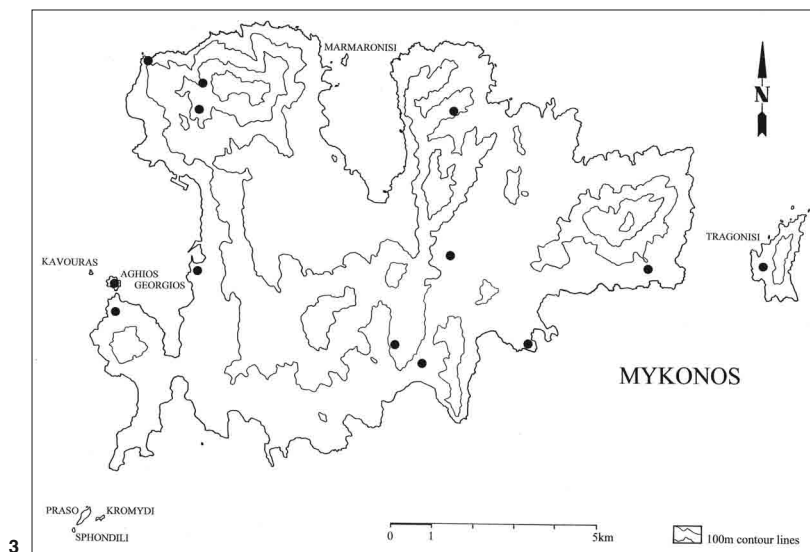 MARMARONISI
N
TRAGONISI
KAVOURAS
AGHIOS
GEORGIOS
MYKONOS
PRASO
KROMYDI
SPHONDILI
0 1 5km
100m contour lines
3